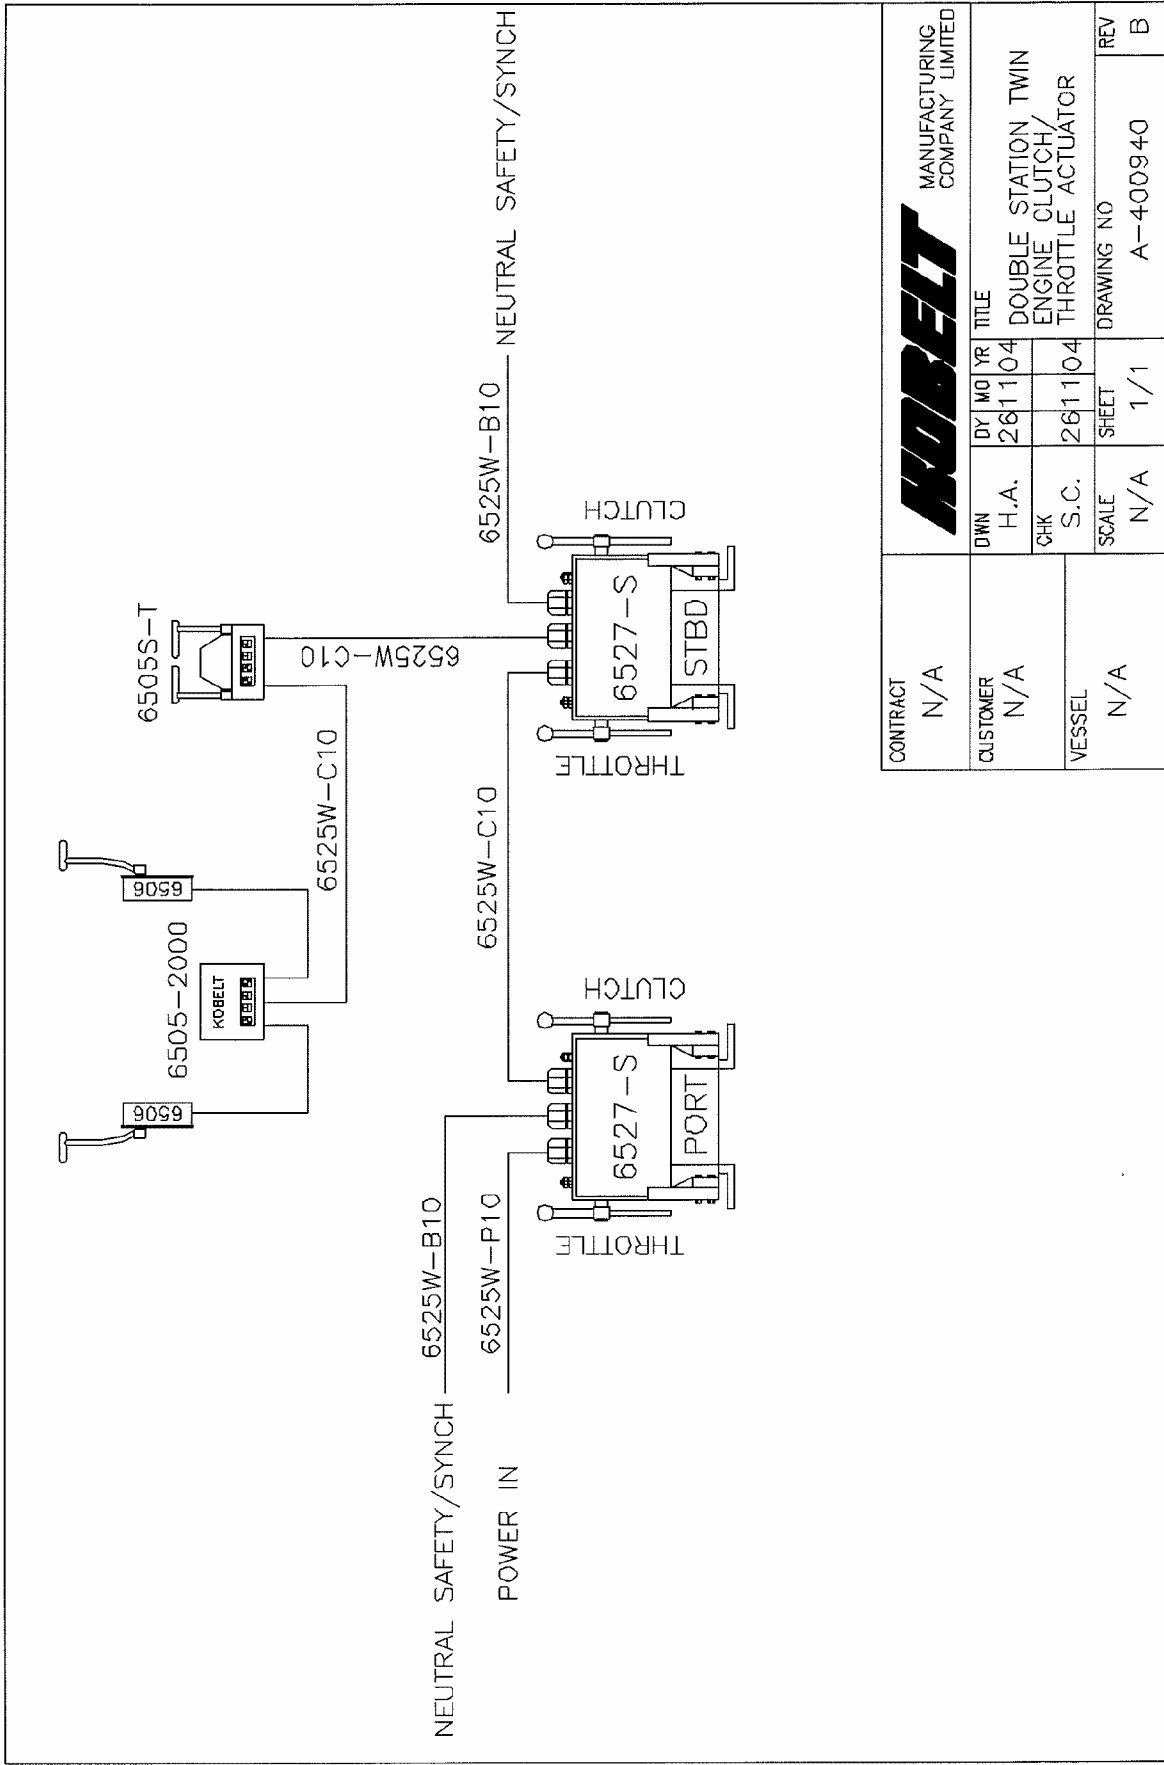 6506
6506
6505-2000
KOBELT
6505S-T
6525W-C10
6525W-C10
NEUTRAL SAFETY/SYNCH
6525W-B10
POWER IN
6525W-P10
6525W-C10
6525W-B10
NEUTRAL SAFETY/SYNCH
THROTTLE
6527-S
PORT
CLUTCH
THROTTLE
6527-S
STBD
CLUTCH
CONTRACT
N/A
CUSTOMER
N/A
VESSEL
N/A
KOBELT
MANUFACTURING
COMPANY LIMITED
DWN
H.A.
DY MO YR
26 11 04
CHK
S.C.
26 11 04
TITLE
DOUBLE STATION TWIN
ENGINE CLUTCH/
THROTTLE ACTUATOR
SCALE
N/A
SHEET
1/1
DRAWING NO
A-400940
REV
B